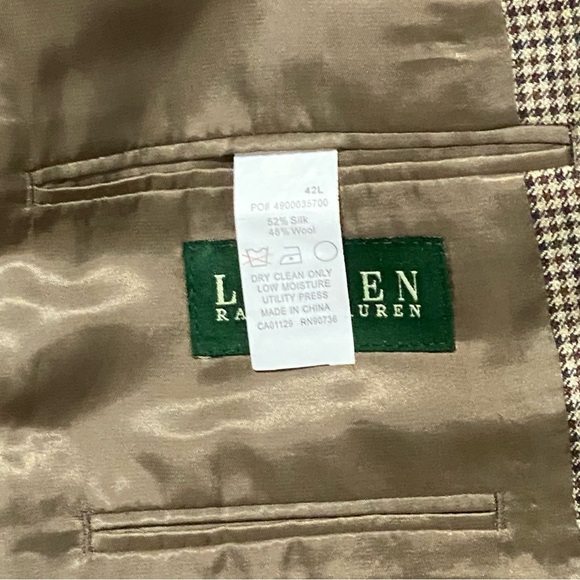 42L
PO# 4900035700
52% Silk
48% Wool
DRY CLEAN ONLY
LOW MOISTURE
UTILITY PRESS
MADE IN CHINA
CA01129 RN90736
L EN
RA UREN